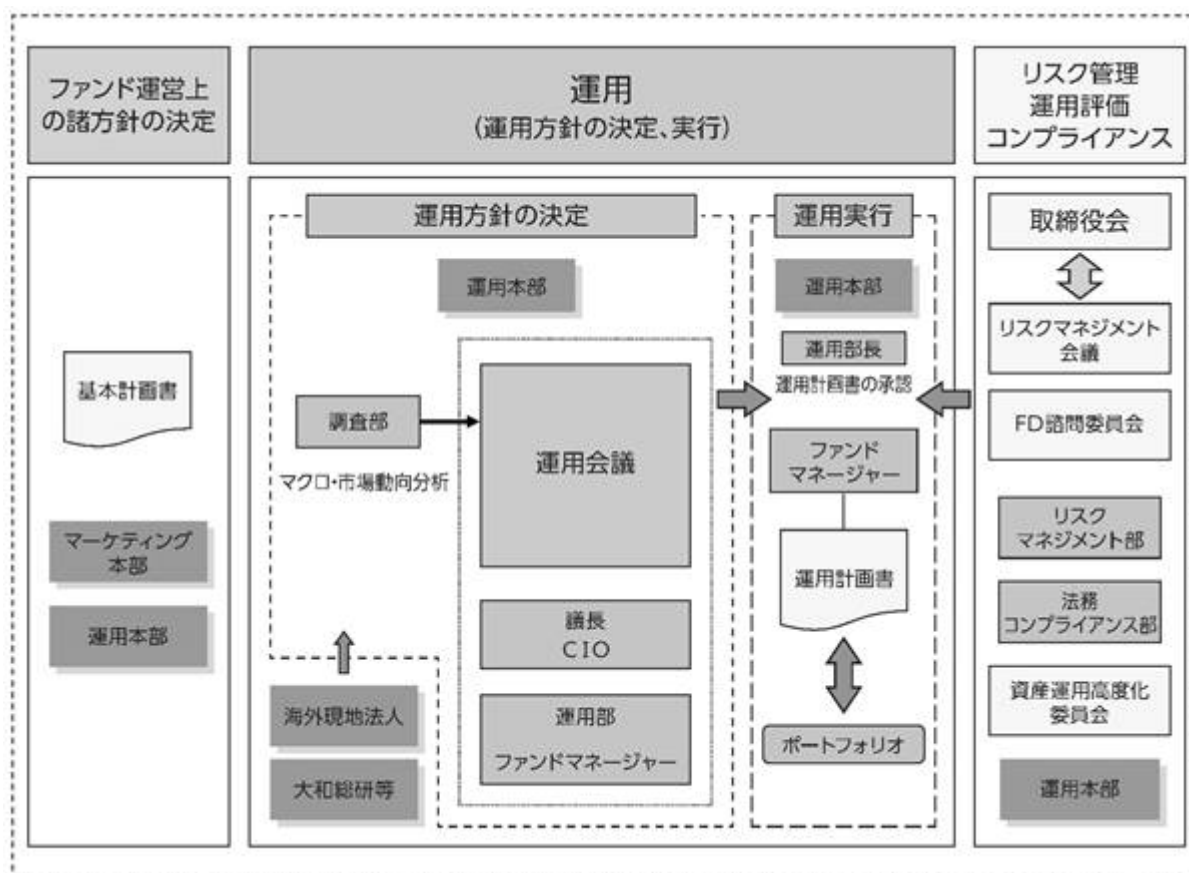 ファンド運営上
の諸方針の決定
基本計画書
マーケティング
本部
運用本部
運用
(運用方針の決定、実行)
運用方針の決定
運用本部
調査部
マクロ・市場動向分析
運用会議
議長
CIO
運用部
ファンドマネージャー
海外現地法人
大和総研等
運用実行
運用本部
運用部長
運用計画書の承認
ファンド
マネージャー
運用計画書
ポートフォリオ
リスク管理
運用評価
コンプライアンス
取締役会
リスクマネジメント
会議
FD諮問委員会
リスク
マネジメント部
法務
コンプライアンス部
資産運用高度化
委員会
運用本部